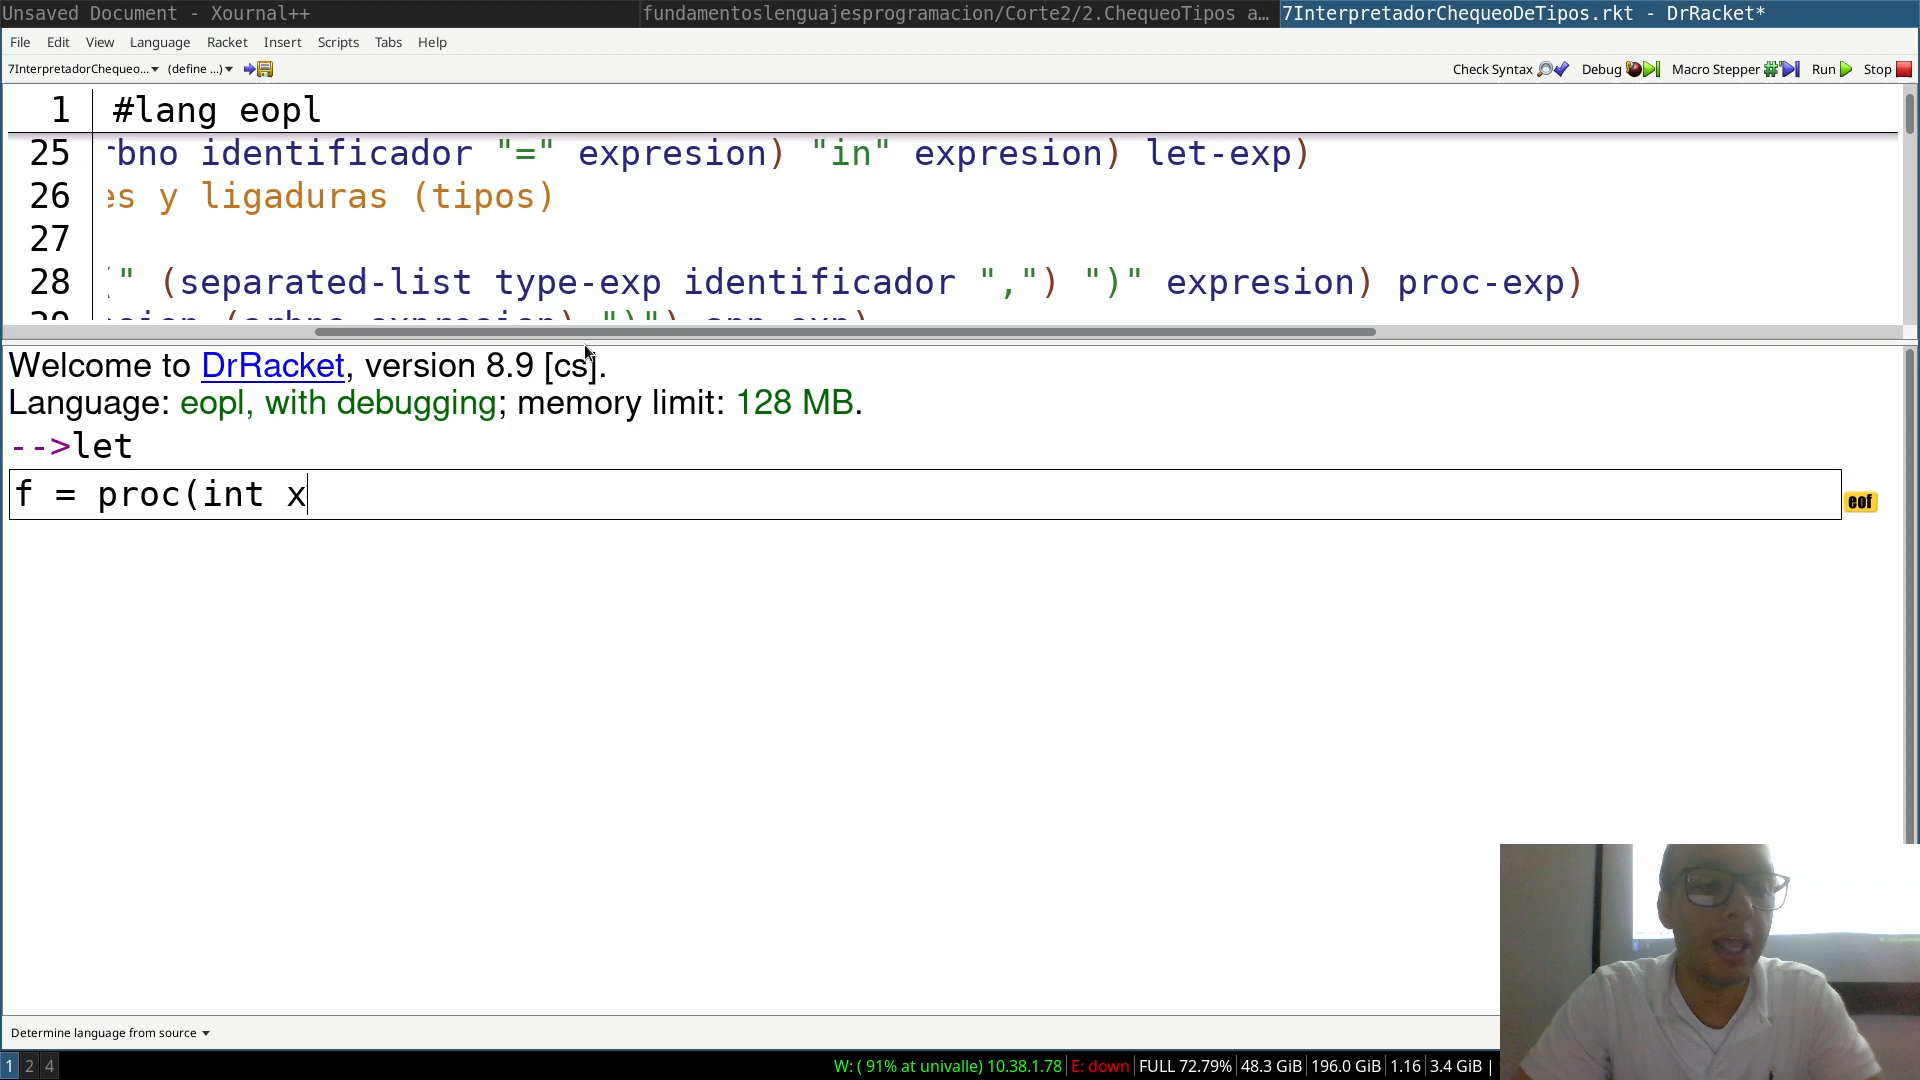 Unsaved Document - Xournal++
fundamentoslenguajesprogramacion/Corte2/2.ChequeoTipos a…
7InterpretadorChequeoDeTipos.rkt - DrRacket*
File Edit View Language Racket Insert Scripts Tabs Help
7InterpretadorChequeo... (define ...) Check Syntax Debug Macro Stepper Run Stop
1 #lang eopl
25 rbno identificador "=" expresion) "in" expresion) let-exp)
26 es y ligaduras (tipos)
27
28 (" (separated-list type-exp identificador ",") ")" expresion) proc-exp)
Welcome to DrRacket, version 8.9 [cs].
Language: eopl, with debugging; memory limit: 128 MB.
-->let
f = proc(int x
eof
Determine language from source
1 2 4
W: ( 91% at univalle) 10.38.1.78 E: down FULL 72.79% 48.3 GiB 196.0 GiB 1.16 3.4 GiB |